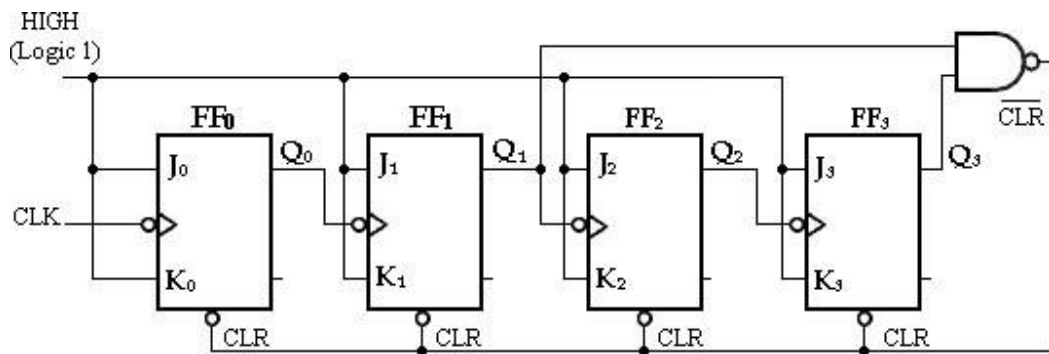 HIGH
(Logic 1)
FF₀
FF₁
FF₂
FF₃
CLR
J₀
Q₀
J₁
Q₁
J₂
Q₂
J₃
Q₃
CLK
K₀
K₁
K₂
K₃
CLR
CLR
CLR
CLR